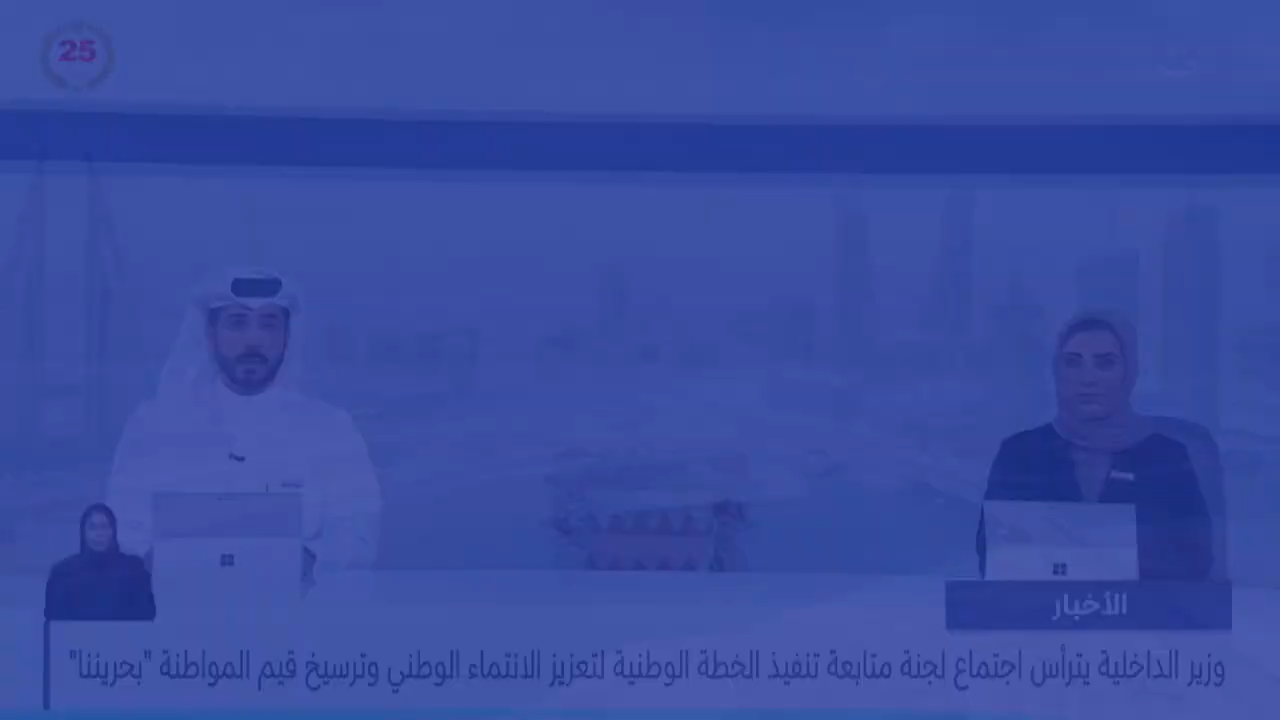 25
الأخبار
وزير الداخلية يترأس اجتماع لجنة متابعة تنفيذ الخطة الوطنية لتعزيز الانتماء الوطني وترسيخ قيم المواطنة "بحريننا"